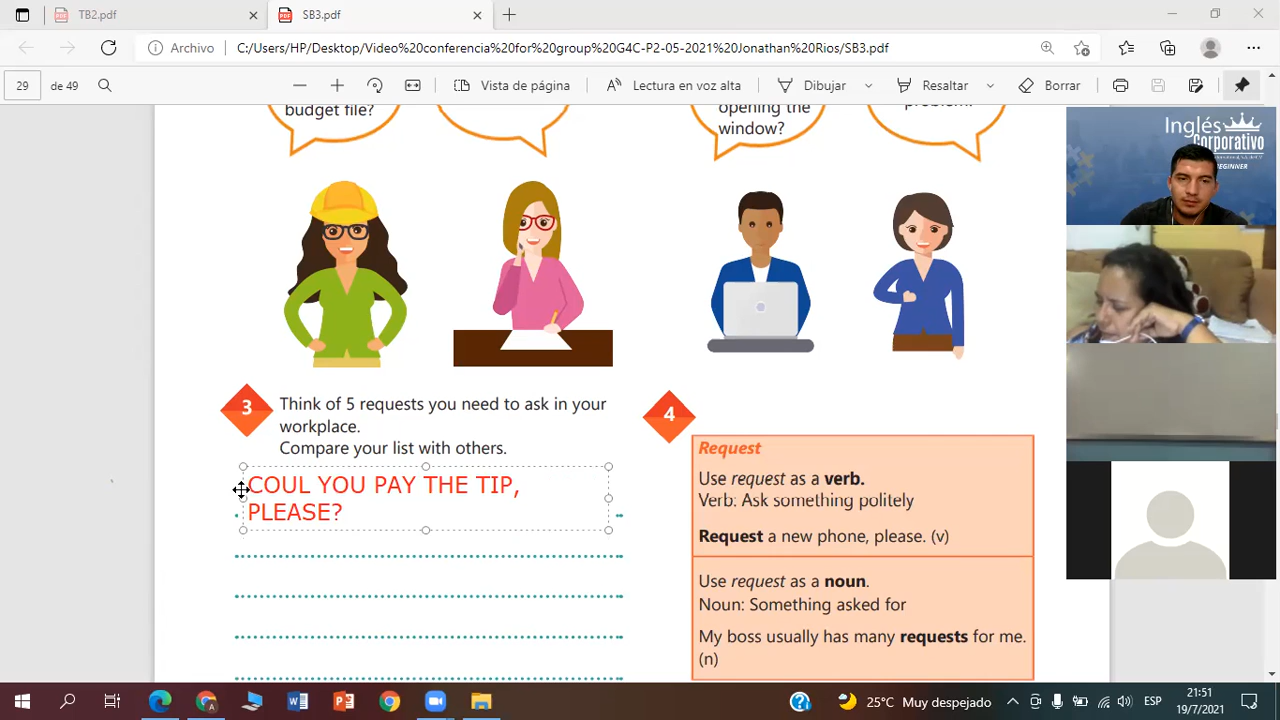 TB2.pdf
SB3.pdf
Archivo
C:/Users/HP/Desktop/Video%20conferencia%20for%20group%20G4C-P2-05-2021%20Jonathan%20Rios/SB3.pdf
29
de 49
Vista de página
Lectura en voz alta
Dibujar
Resaltar
Borrar
budget file?
opening the
window?
problem.
Inglés
Corporativo
BEGINNER
3
Think of 5 requests you need to ask in your
workplace.
Compare your list with others.
COUL YOU PAY THE TIP,
PLEASE?
4
Request
Use request as a verb.
Verb: Ask something politely
Request a new phone, please. (v)
Use request as a noun.
Noun: Something asked for
My boss usually has many requests for me.
(n)
25°C Muy despejado
ESP
21:51
19/7/2021